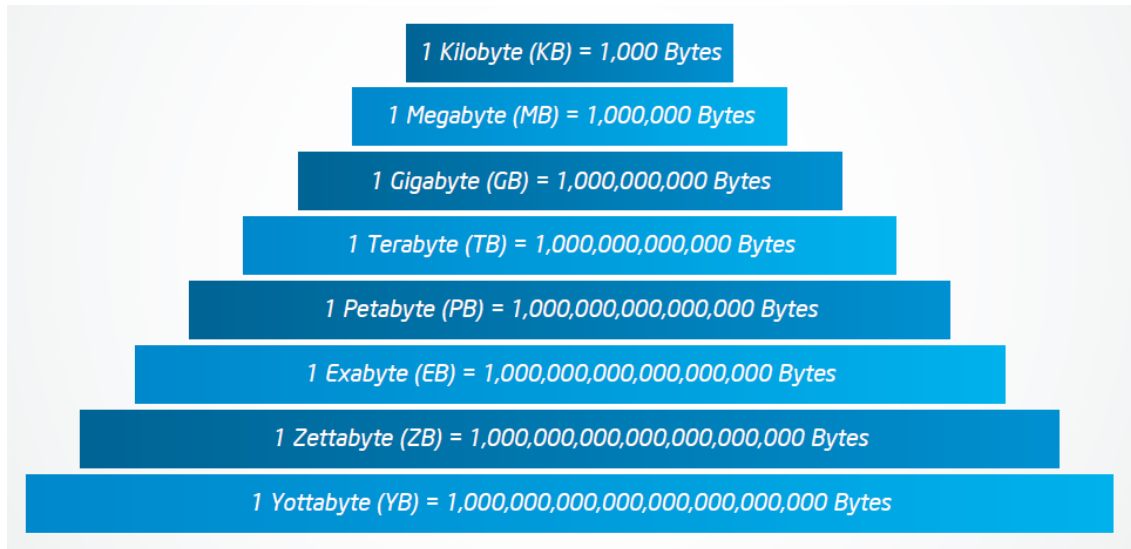 1 Kilobyte (KB) = 1,000 Bytes
1 Megabyte (MB) = 1,000,000 Bytes
1 Gigabyte (GB) = 1,000,000,000 Bytes
1 Terabyte (TB) = 1,000,000,000,000 Bytes
1 Petabyte (PB) = 1,000,000,000,000,000 Bytes
1 Exabyte (EB) = 1,000,000,000,000,000,000 Bytes
1 Zettabyte (ZB) = 1,000,000,000,000,000,000,000 Bytes
1 Yottabyte (YB) = 1,000,000,000,000,000,000,000,000 Bytes